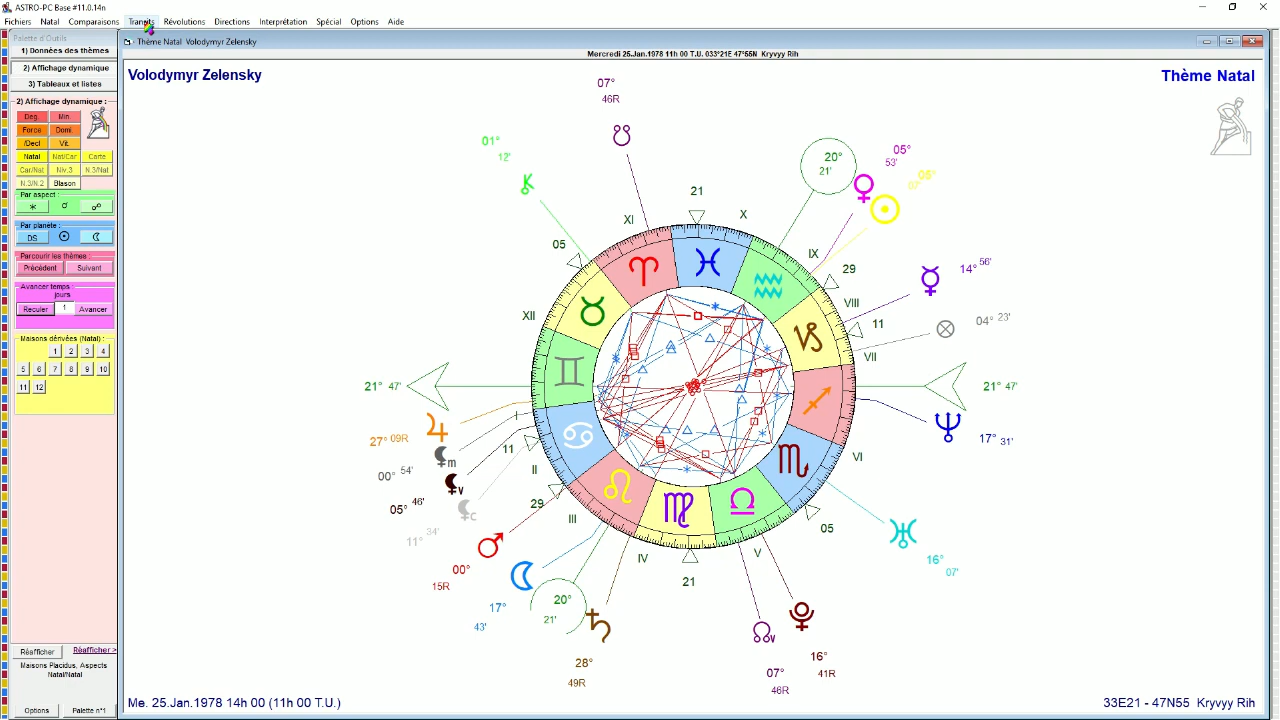 ASTRO-PC Base #11.0.14n
Fichiers Natal Comparaisons Transits Révolutions Directions Interprétation Spécial Options Aide
Palette d'Outils
1) Données des thèmes
2) Affichage dynamique
3) Tableaux et listes
2) Affichage dynamique :
Deg. Min.
Force Domi.
/Decl Vit.
Natal Nat/Car Carte
Car/Nat Niv.3 N.3/Nat
N.3/N.2 Blason
Par aspect :
Par planète :
DS
Parcourir les thèmes :
Précédent Suivant
Avancer temps :
jours
Reculer 1 Avancer
Maisons dérivées (Natal) :
1 2 3 4
5 6 7 8 9 10
11 12
Réafficher Réafficher >
Maisons Placidus, Aspects
Natal/Natal
Options Palette n°1
Thème Natal Volodymyr Zelensky
Mercredi 25.Jan.1978 11h 00 T.U. 033°21E 47°55N Kryvyy Rih
Volodymyr Zelensky
Thème Natal
07°
46R
01°
12'
20°
21'
05°
53'
05°
07'
XI
21
X
05
IX
29
14° 56'
VIII
XII
11
04° 23'
VII
21° 47'
21° 47'
27° 09R
m
I
17° 31'
00° 54'
11
VI
II
V
05° 46'
C
29
11° 34'
III
05
00°
15R
IV
V
16°
07'
21
17°
43'
20°
21'
V
28°
49R
07°
46R
16°
41R
Me. 25.Jan.1978 14h 00 (11h 00 T.U.)
33E21 - 47N55 Kryvyy Rih